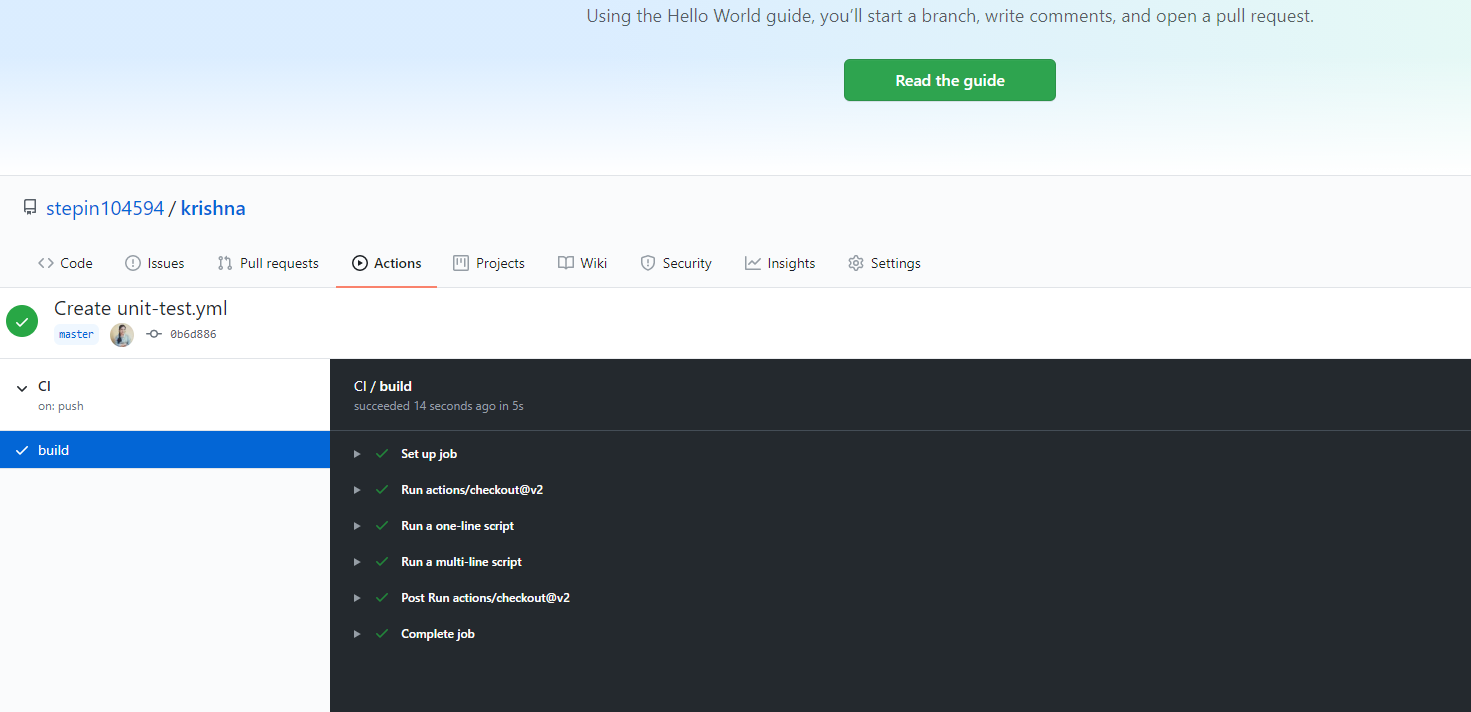 Using the Hello World guide, you’ll start a branch, write comments, and open a pull request.
Read the guide
stepin104594 / krishna
Code Issues Pull requests Actions Projects Wiki Security Insights Settings
Create unit-test.yml
master 0b6d886
CI
on: push
build
CI / build
succeeded 14 seconds ago in 5s
Set up job
Run actions/checkout@v2
Run a one-line script
Run a multi-line script
Post Run actions/checkout@v2
Complete job